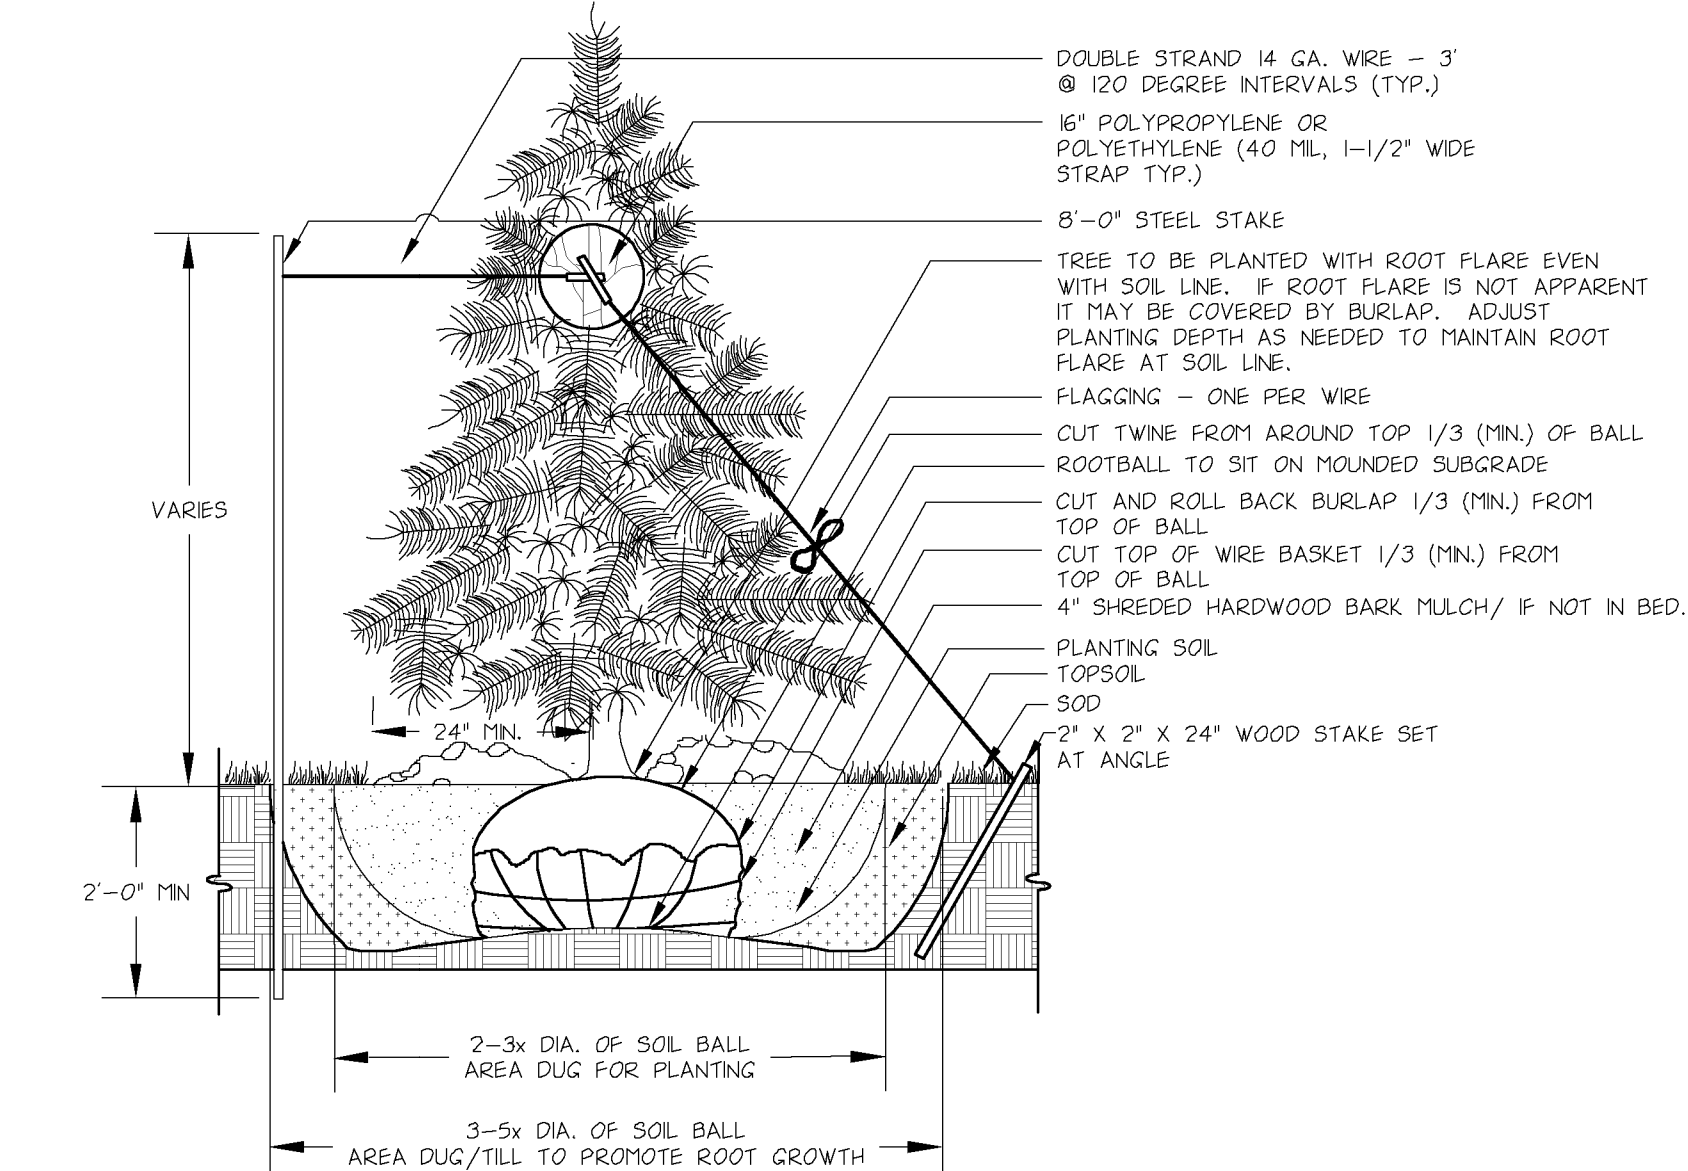 DOUBLE STRAND 14 GA. WIRE - 3'
@ 120 DEGREE INTERVALS (TYP.)
16" POLYPROPYLENE OR
POLYETHYLENE (40 MIL, 1-1/2" WIDE
STRAP TYP.)
8'-0" STEEL STAKE
TREE TO BE PLANTED WITH ROOT FLARE EVEN
WITH SOIL LINE. IF ROOT FLARE IS NOT APPARENT
IT MAY BE COVERED BY BURLAP. ADJUST
PLANTING DEPTH AS NEEDED TO MAINTAIN ROOT
FLARE AT SOIL LINE.
FLAGGING - ONE PER WIRE
CUT TWINE FROM AROUND TOP 1/3 (MIN.) OF BALL
ROOTBALL TO SIT ON MOUNDED SUBGRADE
CUT AND ROLL BACK BURLAP 1/3 (MIN.) FROM
TOP OF BALL
CUT TOP OF WIRE BASKET 1/3 (MIN.) FROM
TOP OF BALL
4" SHREDED HARDWOOD BARK MULCH/ IF NOT IN BED.
PLANTING SOIL
TOPSOIL
SOD
2" X 2" X 24" WOOD STAKE SET
AT ANGLE
VARIES
24" MIN.
2'-0" MIN
2-3x DIA. OF SOIL BALL
AREA DUG FOR PLANTING
3-5x DIA. OF SOIL BALL
AREA DUG/TILL TO PROMOTE ROOT GROWTH